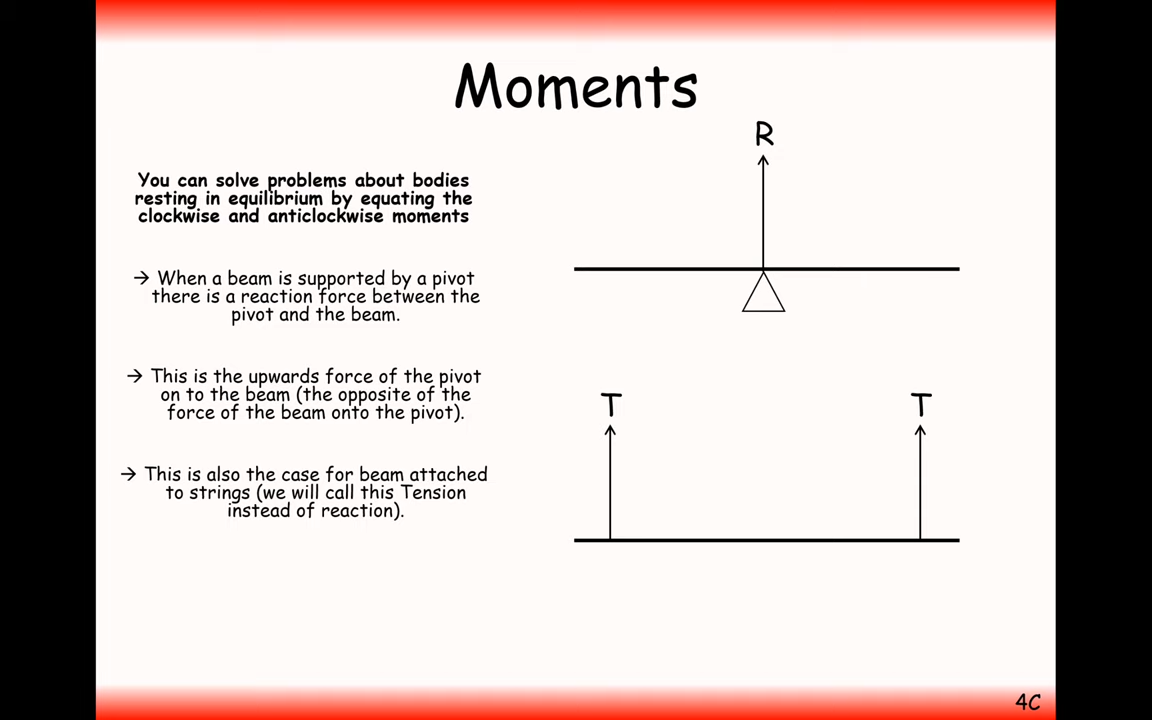 Moments
You can solve problems about bodies
resting in equilibrium by equating the
clockwise and anticlockwise moments
→ When a beam is supported by a pivot
there is a reaction force between the
pivot and the beam.
→ This is the upwards force of the pivot
on to the beam (the opposite of the
force of the beam onto the pivot).
→ This is also the case for beam attached
to strings (we will call this Tension
instead of reaction).
R
T
T
4C